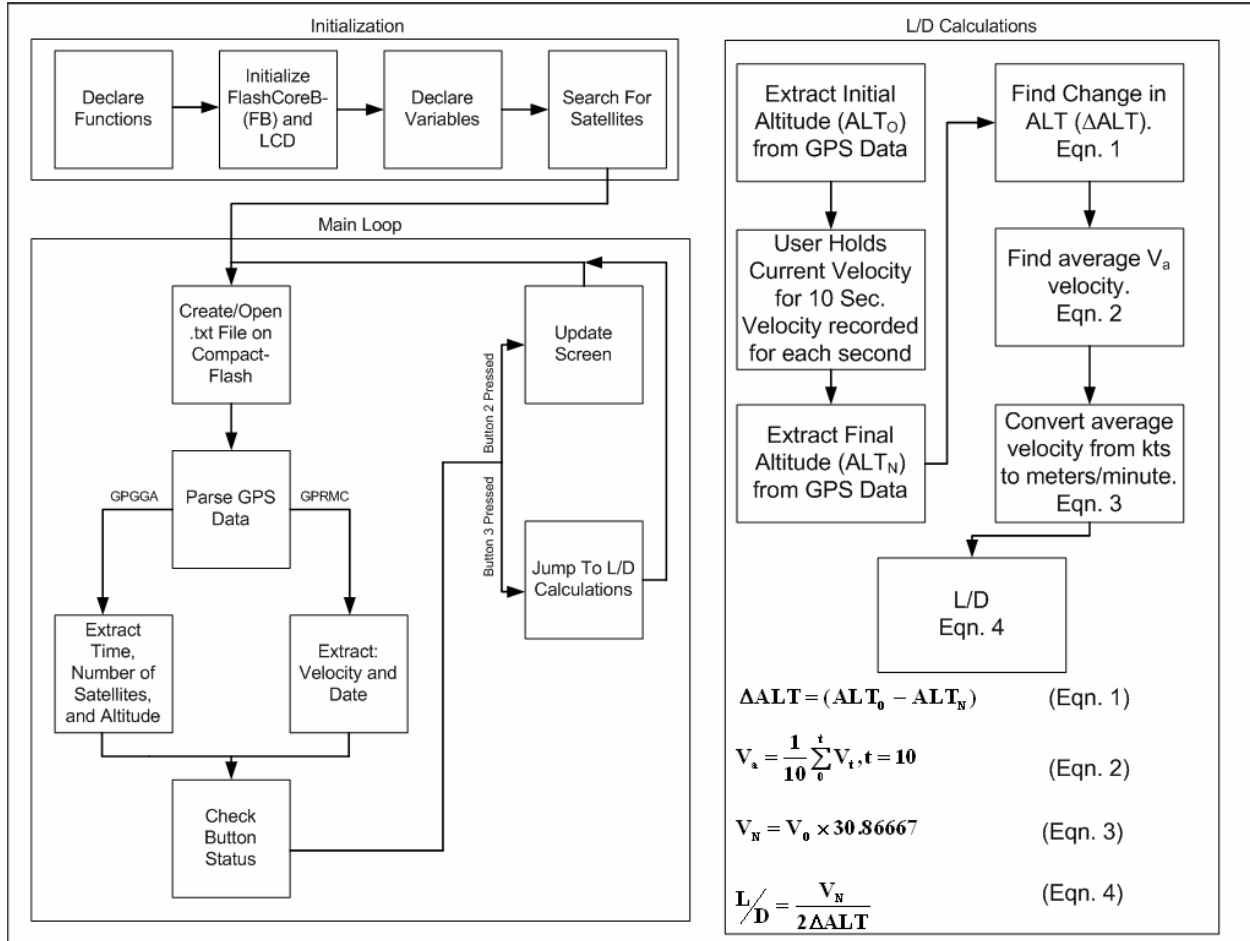 Initialization
Declare
Functions
Initialize
FlashCoreB-
(FB) and
LCD
Declare
Variables
Search For
Satellites
Main Loop
Create/Open
.txt File on
Compact-
Flash
Parse GPS
Data
GPGGA
GPRMC
Extract
Time,
Number of
Satellites,
and Altitude
Extract:
Velocity and
Date
Check
Button
Status
Button 2 Pressed
Button 3 Pressed
Update
Screen
Jump To L/D
Calculations
L/D Calculations
Extract Initial
Altitude (ALT_O)
from GPS Data
User Holds
Current Velocity
for 10 Sec.
Velocity recorded
for each second
Extract Final
Altitude (ALT_N)
from GPS Data
Find Change in
ALT (ΔALT).
Eqn. 1
Find average V_a
velocity.
Eqn. 2
Convert average
velocity from kts
to meters/minute.
Eqn. 3
L/D
Eqn. 4
ΔALT = (ALT_0 − ALT_N) (Eqn. 1)
V_a = 1/10 ∑_0^t V_t, t = 10 (Eqn. 2)
V_N = V_0 × 30.86667 (Eqn. 3)
L/D = V_N / 2ΔALT (Eqn. 4)